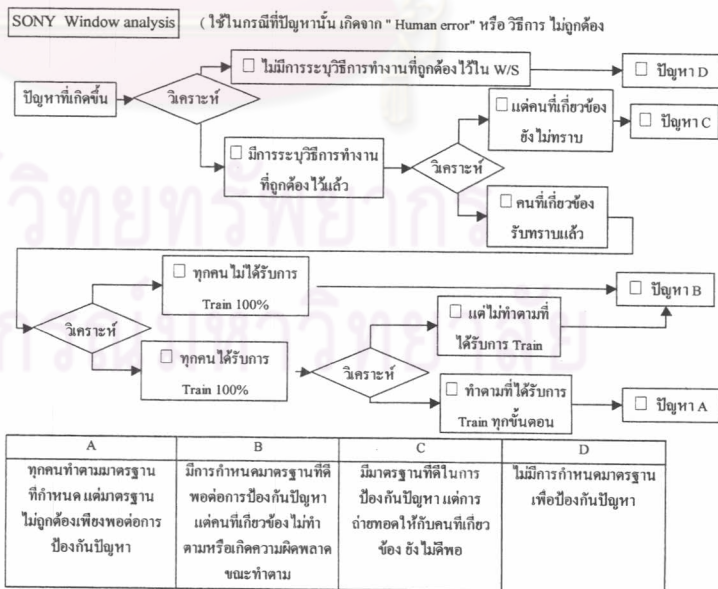 SONY Window analysis ( ใช้ในกรณีที่ปัญหานั้น เกิดจาก " Human error" หรือ วิธีการ ไม่ถูกต้อง
ปัญหาที่เกิดขึ้น
วิเคราะห์
☐ ไม่มีการระบุวิธีการทำงานที่ถูกต้องไว้ใน W/S
☐ ปัญหา D
☐ มีการระบุวิธีการทำงาน
ที่ถูกต้องไว้แล้ว
วิเคราะห์
☐ แต่คนที่เกี่ยวข้อง
ยังไม่ทราบ
☐ ปัญหา C
☐ คนที่เกี่ยวข้อง
รับทราบแล้ว
วิเคราะห์
☐ ทุกคนไม่ได้รับการ
Train 100%
☐ ปัญหา B
☐ ทุกคนได้รับการ
Train 100%
วิเคราะห์
☐ แต่ไม่ทำตามที่
ได้รับการ Train
☐ ทำตามที่ได้รับการ
Train ทุกขั้นตอน
☐ ปัญหา A
A
ทุกคนทำตามมาตรฐาน
ที่กำหนด แต่มาตรฐาน
ไม่ถูกต้องเพียงพอต่อการ
ป้องกันปัญหา
B
มีการกำหนดมาตรฐานที่ดี
พอต่อการป้องกันปัญหา
แต่คนที่เกี่ยวข้องไม่ทำ
ตามหรือเกิดความผิดพลาด
ขณะทำตาม
C
มีมาตรฐานที่ดีในการ
ป้องกันปัญหา แต่การ
ถ่ายทอดให้กับคนที่เกี่ยว
ข้อง ยังไม่ดีพอ
D
ไม่มีการกำหนดมาตรฐาน
เพื่อป้องกันปัญหา